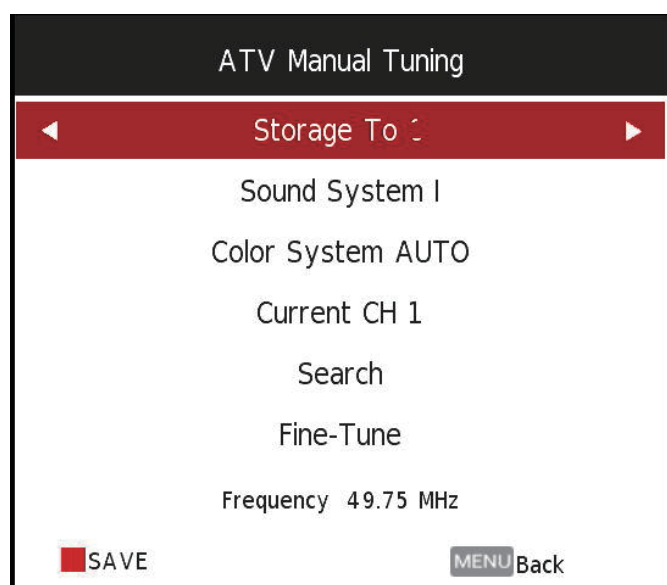 ATV Manual Tuning
Storage To
Sound System I
Color System AUTO
Current CH 1
Search
Fine-Tune
Frequency 49.75 MHz
SAVE
MENU Back